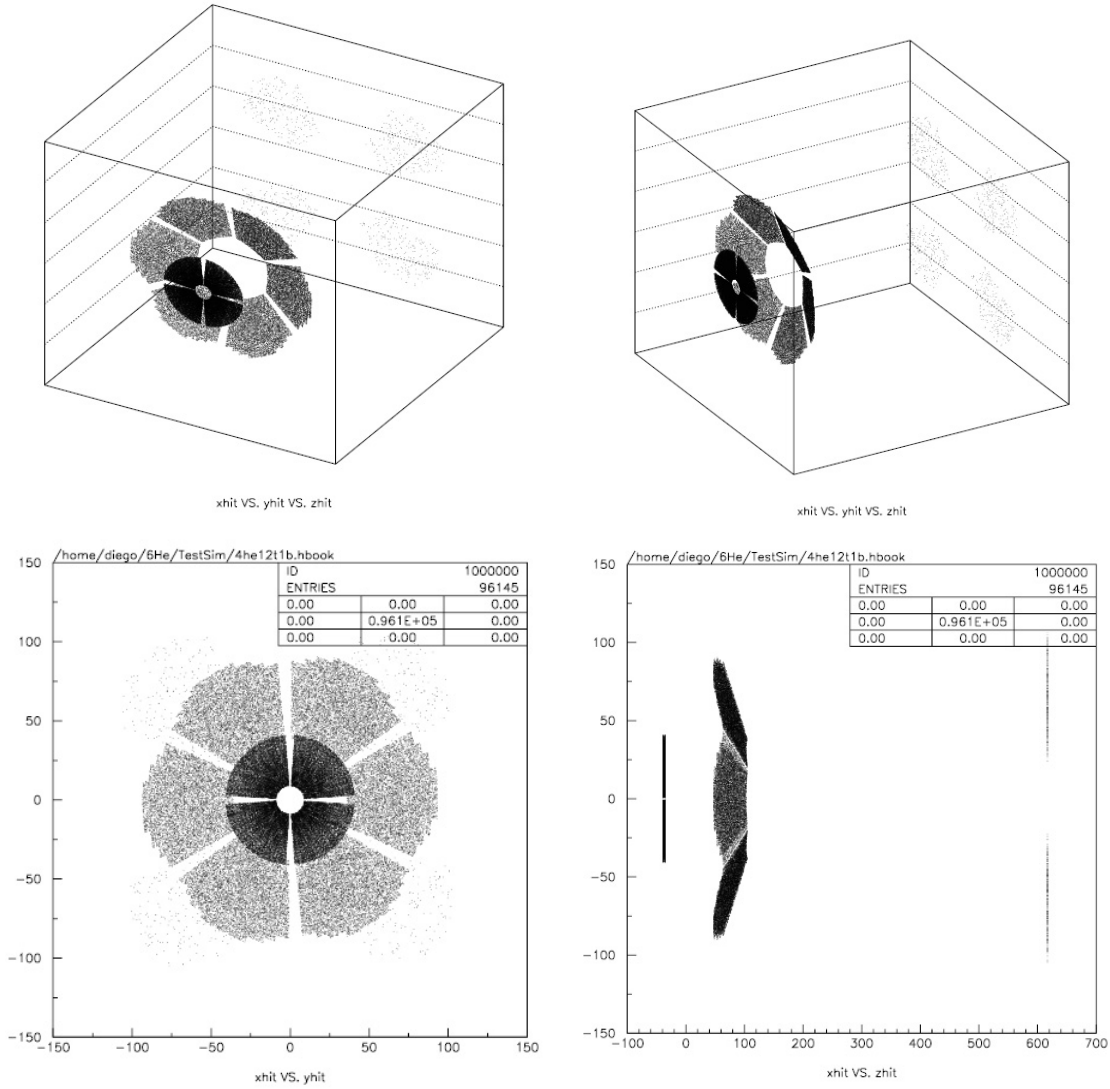 xhit VS. yhit VS. zhit
xhit VS. yhit VS. zhit
/home/diego/6He/TestSim/4he12t1b.hbook
ID 1000000
ENTRIES 96145
0.00 0.00 0.00
0.00 0.961E+05 0.00
0.00 0.00 0.00
150
100
50
0
-50
-100
-150
-150 -100 -50 0 50 100 150
xhit VS. yhit
/home/diego/6He/TestSim/4he12t1b.hbook
ID 1000000
ENTRIES 96145
0.00 0.00 0.00
0.00 0.961E+05 0.00
0.00 0.00 0.00
150
100
50
0
-50
-100
-150
-100 0 100 200 300 400 500 600 700
xhit VS. zhit